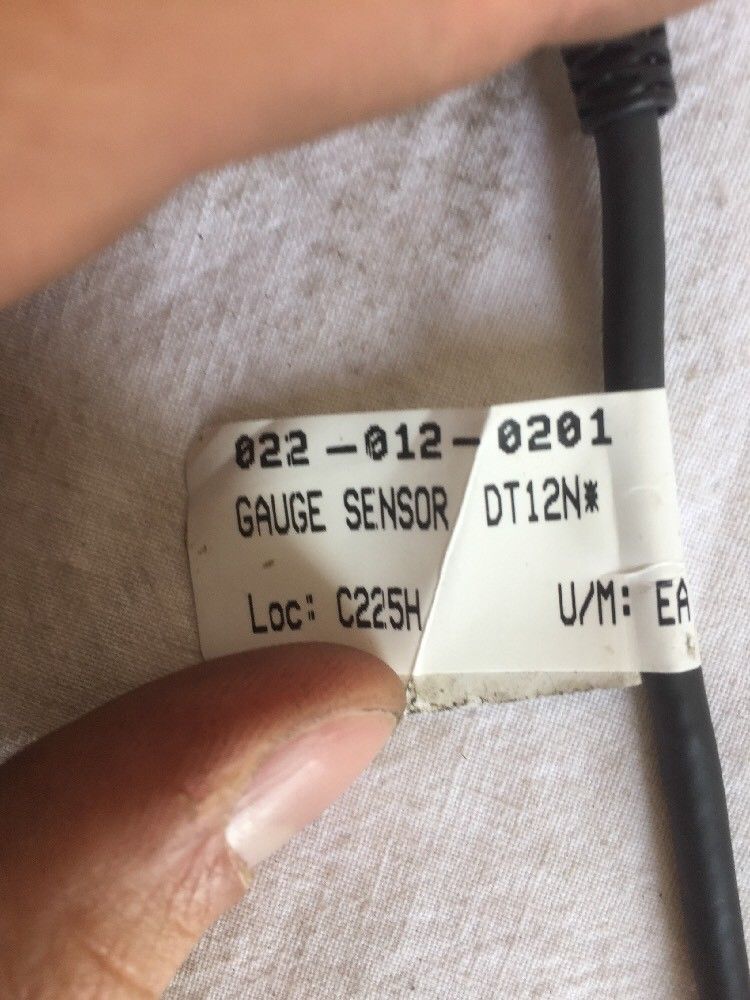 022-012-0201
GAUGE SENSOR DT12N*
Loc: C225H U/M: EA